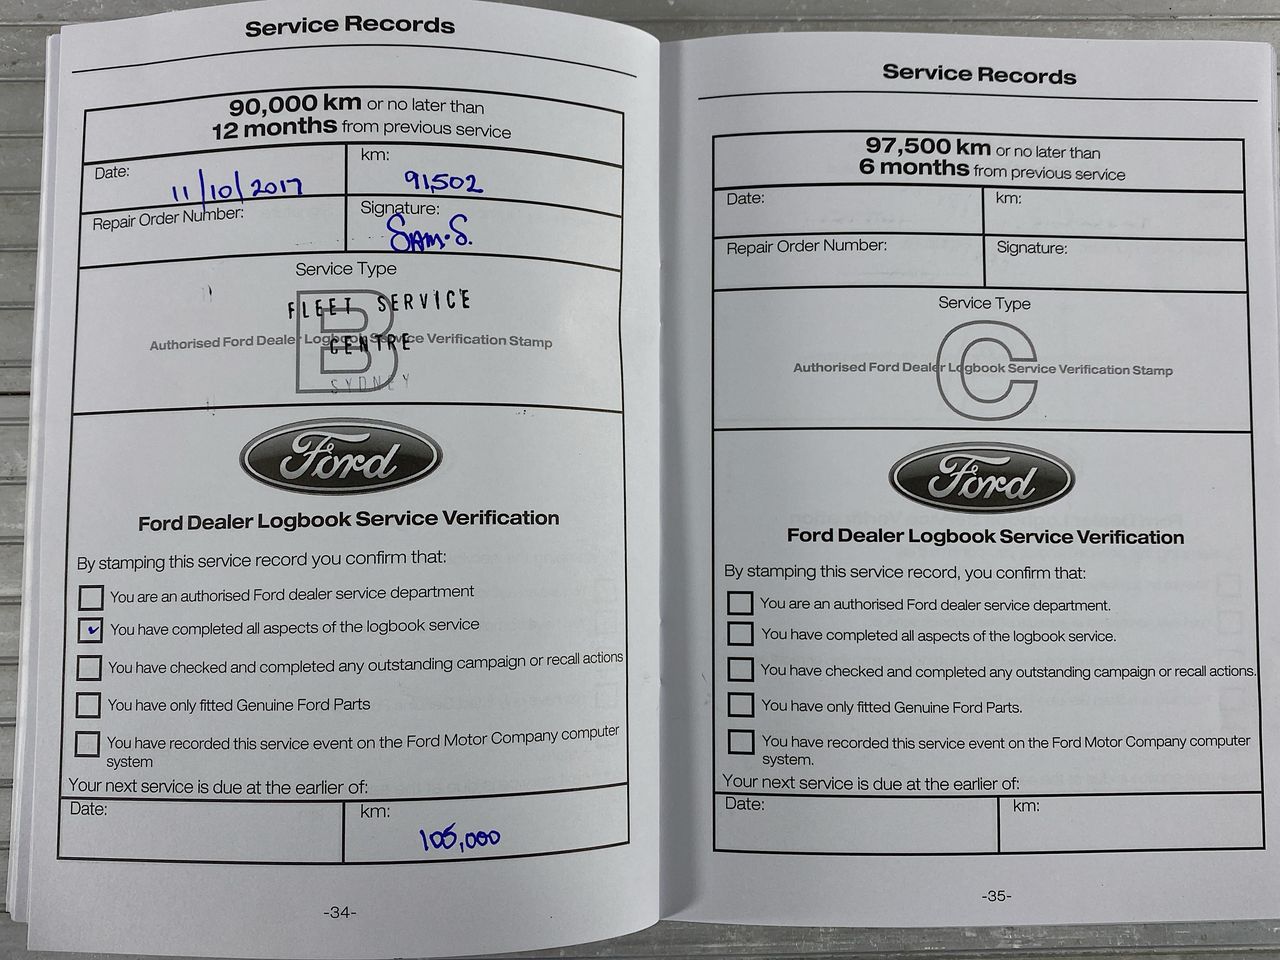 Service Records
90,000 km or no later than
12 months from previous service
Date:
11/10/2017
km:
91,502
Repair Order Number:
Signature:
Sam.S.
Service Type
B
FLEET SERVICE
CENTRE
SYDNEY
Authorised Ford Dealer Logbook Service Verification Stamp
Ford
Ford Dealer Logbook Service Verification
By stamping this service record you confirm that:
You are an authorised Ford dealer service department
You have completed all aspects of the logbook service
You have checked and completed any outstanding campaign or recall actions
You have only fitted Genuine Ford Parts
You have recorded this service event on the Ford Motor Company computer
system
Your next service is due at the earlier of:
Date:
km:
105,000
-34-
Service Records
97,500 km or no later than
6 months from previous service
Date:
km:
Repair Order Number:
Signature:
Service Type
C
Authorised Ford Dealer Logbook Service Verification Stamp
Ford
Ford Dealer Logbook Service Verification
By stamping this service record, you confirm that:
You are an authorised Ford dealer service department.
You have completed all aspects of the logbook service.
You have checked and completed any outstanding campaign or recall actions.
You have only fitted Genuine Ford Parts.
You have recorded this service event on the Ford Motor Company computer
system.
Your next service is due at the earlier of:
Date:
km:
-35-